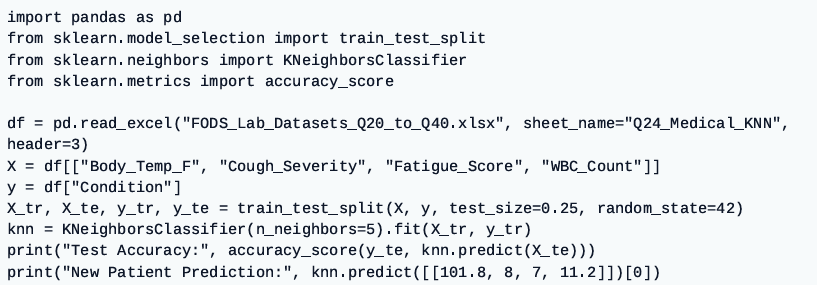 import pandas as pd
from sklearn.model_selection import train_test_split
from sklearn.neighbors import KNeighborsClassifier
from sklearn.metrics import accuracy_score

df = pd.read_excel("FODS_Lab_Datasets_Q20_to_Q40.xlsx", sheet_name="Q24_Medical_KNN",
header=3)
X = df[["Body_Temp_F", "Cough_Severity", "Fatigue_Score", "WBC_Count"]]
y = df["Condition"]
X_tr, X_te, y_tr, y_te = train_test_split(X, y, test_size=0.25, random_state=42)
knn = KNeighborsClassifier(n_neighbors=5).fit(X_tr, y_tr)
print("Test Accuracy:", accuracy_score(y_te, knn.predict(X_te)))
print("New Patient Prediction:", knn.predict([[101.8, 8, 7, 11.2]])[0])